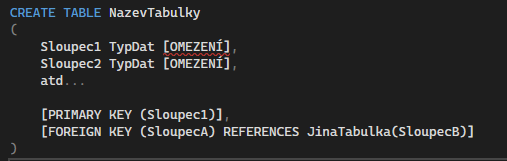 CREATE TABLE NazevTabulky
(
Sloupec1 TypDat [OMEZENÍ],
Sloupec2 TypDat [OMEZENÍ],
atd...
[PRIMARY KEY (Sloupec1)],
[FOREIGN KEY (SloupecA) REFERENCES JinaTabulka(SloupecB)]
)